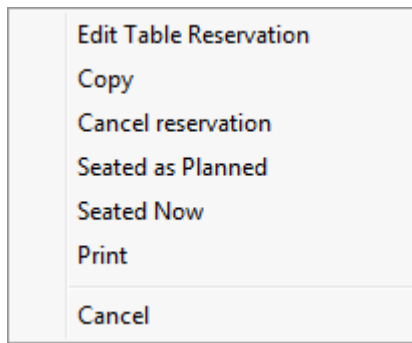 Edit Table Reservation
Copy
Cancel reservation
Seated as Planned
Seated Now
Print
Cancel